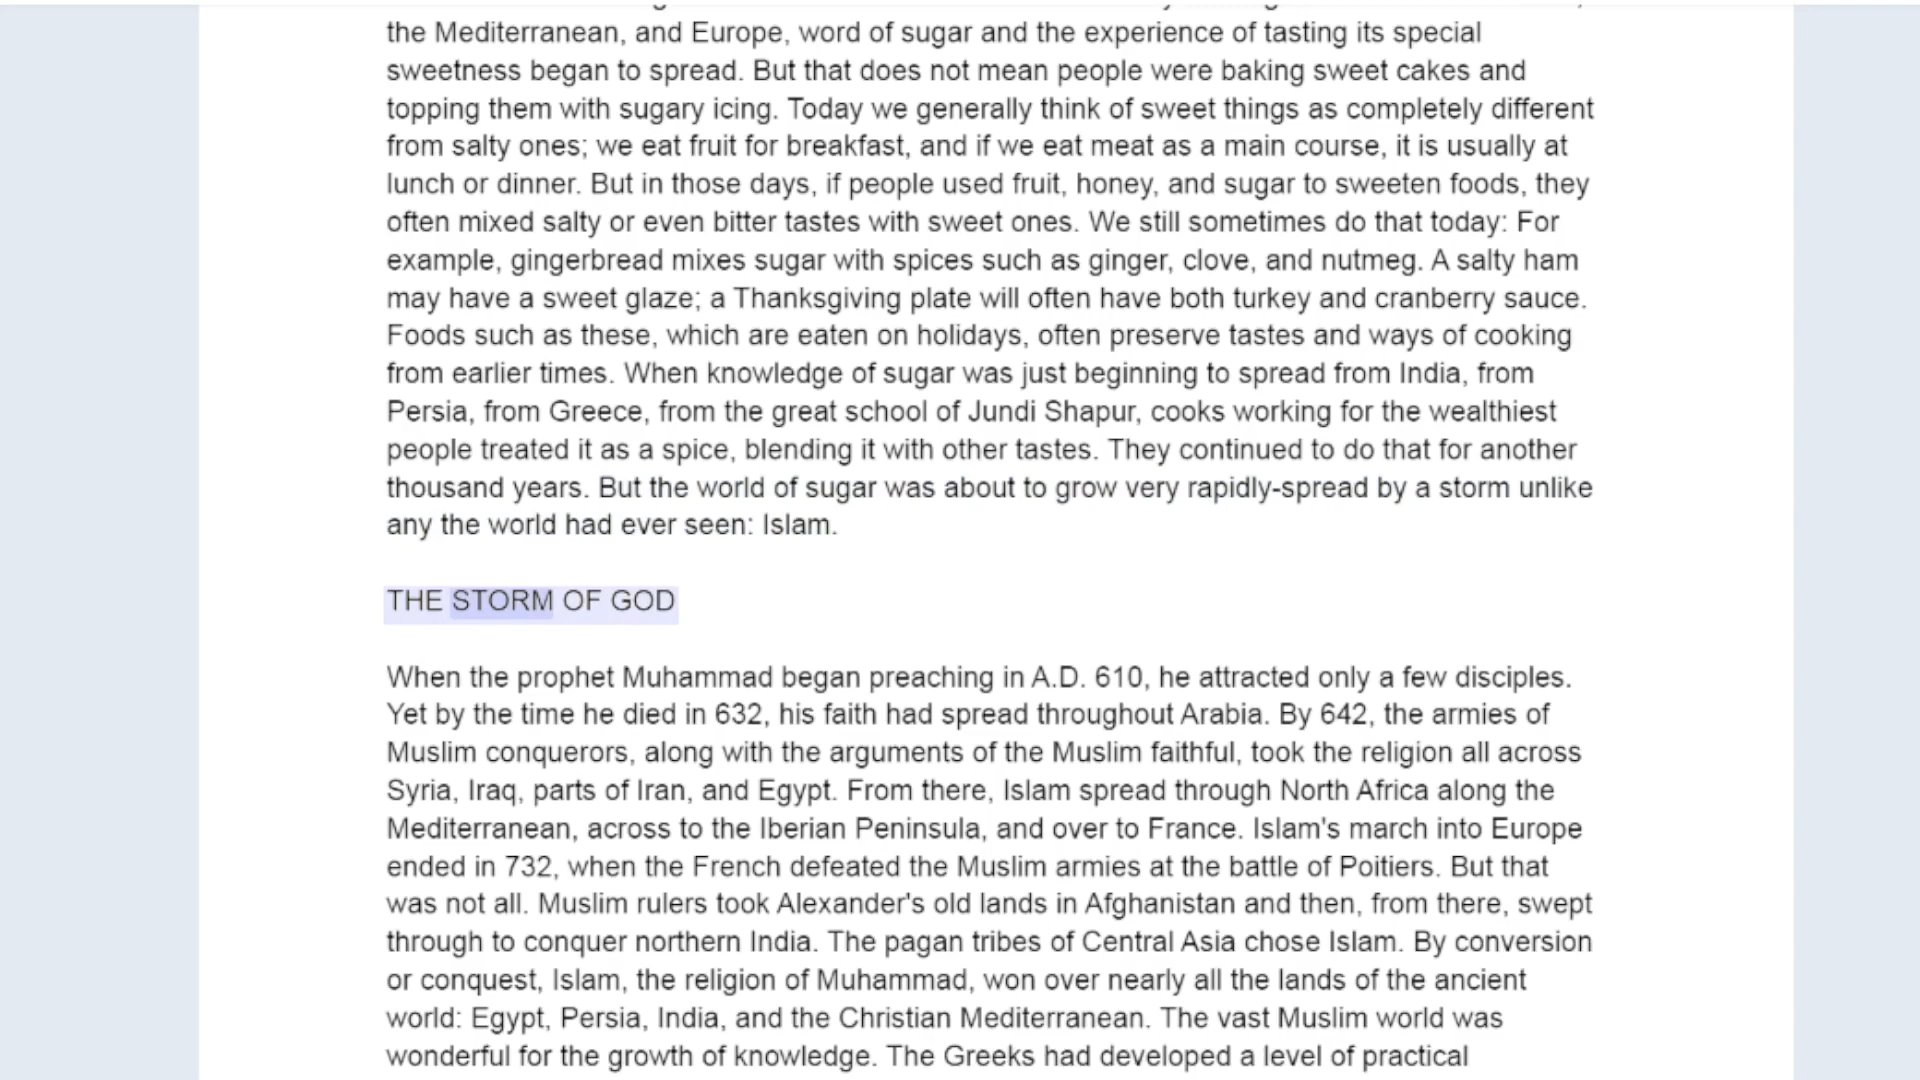 the Mediterranean, and Europe, word of sugar and the experience of tasting its special
sweetness began to spread. But that does not mean people were baking sweet cakes and
topping them with sugary icing. Today we generally think of sweet things as completely different
from salty ones; we eat fruit for breakfast, and if we eat meat as a main course, it is usually at
lunch or dinner. But in those days, if people used fruit, honey, and sugar to sweeten foods, they
often mixed salty or even bitter tastes with sweet ones. We still sometimes do that today: For
example, gingerbread mixes sugar with spices such as ginger, clove, and nutmeg. A salty ham
may have a sweet glaze; a Thanksgiving plate will often have both turkey and cranberry sauce.
Foods such as these, which are eaten on holidays, often preserve tastes and ways of cooking
from earlier times. When knowledge of sugar was just beginning to spread from India, from
Persia, from Greece, from the great school of Jundi Shapur, cooks working for the wealthiest
people treated it as a spice, blending it with other tastes. They continued to do that for another
thousand years. But the world of sugar was about to grow very rapidly-spread by a storm unlike
any the world had ever seen: Islam.
THE STORM OF GOD
When the prophet Muhammad began preaching in A.D. 610, he attracted only a few disciples.
Yet by the time he died in 632, his faith had spread throughout Arabia. By 642, the armies of
Muslim conquerors, along with the arguments of the Muslim faithful, took the religion all across
Syria, Iraq, parts of Iran, and Egypt. From there, Islam spread through North Africa along the
Mediterranean, across to the Iberian Peninsula, and over to France. Islam's march into Europe
ended in 732, when the French defeated the Muslim armies at the battle of Poitiers. But that
was not all. Muslim rulers took Alexander's old lands in Afghanistan and then, from there, swept
through to conquer northern India. The pagan tribes of Central Asia chose Islam. By conversion
or conquest, Islam, the religion of Muhammad, won over nearly all the lands of the ancient
world: Egypt, Persia, India, and the Christian Mediterranean. The vast Muslim world was
wonderful for the growth of knowledge. The Greeks had developed a level of practical